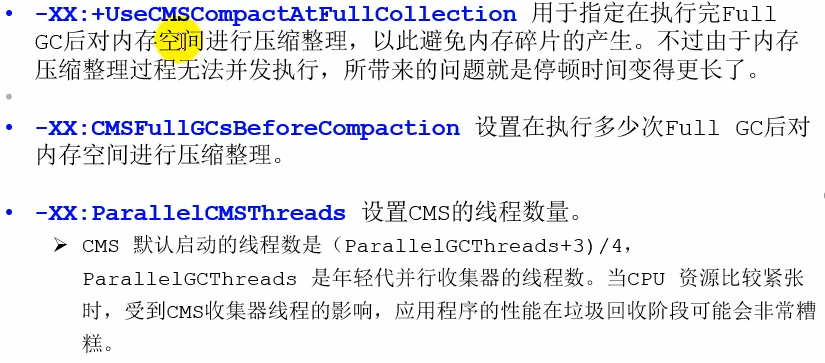 -XX:+UseCMSCompactAtFullCollection 用于指定在执行完Full
GC后对内存空间进行压缩整理，以此避免内存碎片的产生。不过由于内存
压缩整理过程无法并发执行，所带来的问题就是停顿时间变得更长了。
-XX:CMSFullGCsBeforeCompaction 设置在执行多少次Full GC后对
内存空间进行压缩整理。
-XX:ParallelCMSThreads 设置CMS的线程数量。
CMS 默认启动的线程数是（ParallelGCThreads+3)/4,
ParallelGCThreads 是年轻代并行收集器的线程数。当CPU 资源比较紧张
时，受到CMS收集器线程的影响，应用程序的性能在垃圾回收阶段可能会非常糟
糕。